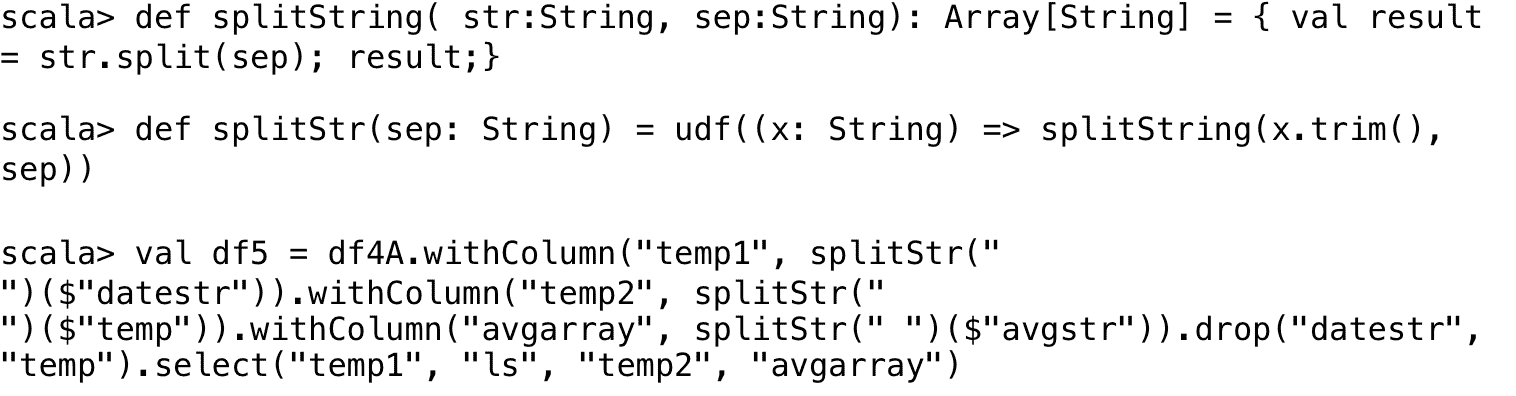 scala> def splitString( str:String, sep:String): Array[String] = { val result
= str.split(sep); result;}
scala> def splitStr(sep: String) = udf((x: String) => splitString(x.trim(),
sep))
scala> val df5 = df4A.withColumn("temp1", splitStr("
")($"datestr")).withColumn("temp2", splitStr("
")($"temp")).withColumn("avgarray", splitStr(" ")($"avgstr")).drop("datestr",
"temp").select("temp1", "ls", "temp2", "avgarray")